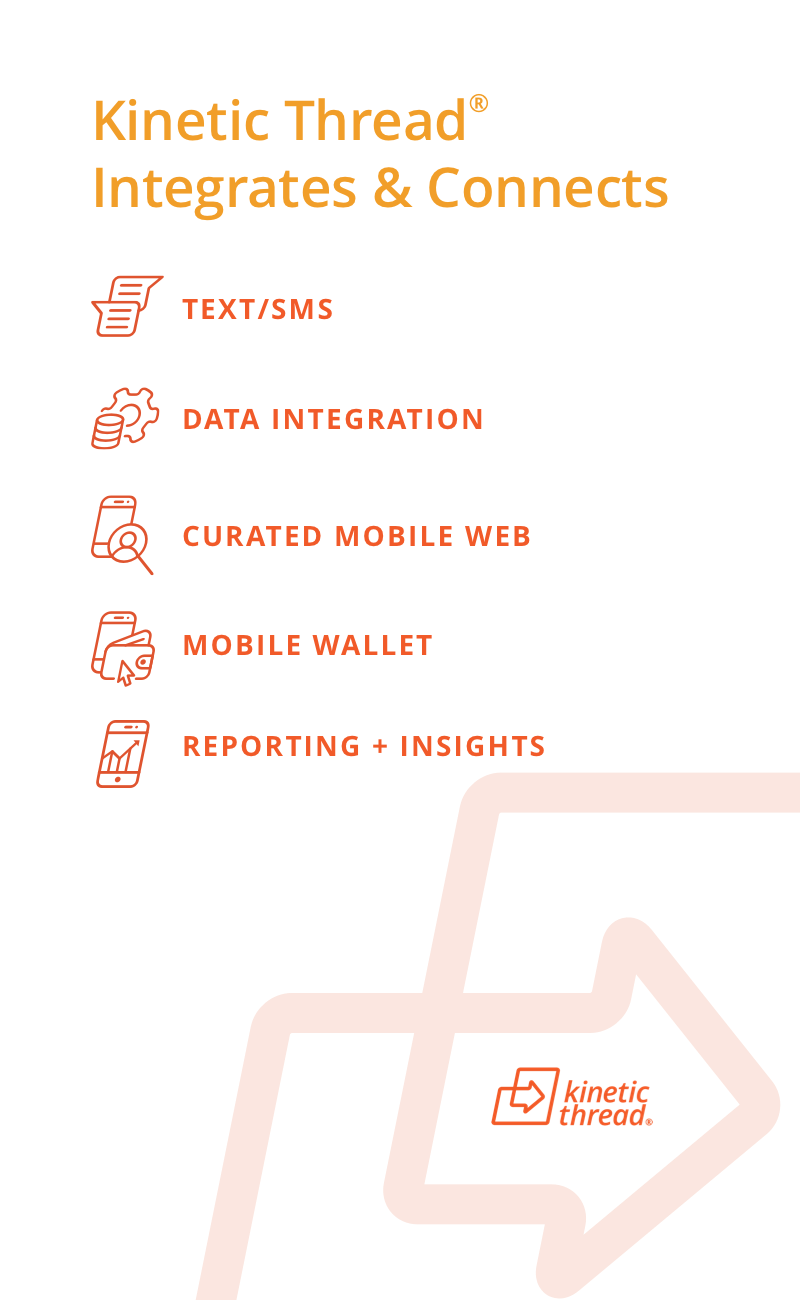 Kinetic Thread®
Integrates & Connects
TEXT/SMS
DATA INTEGRATION
CURATED MOBILE WEB
MOBILE WALLET
REPORTING + INSIGHTS
kinetic
thread®